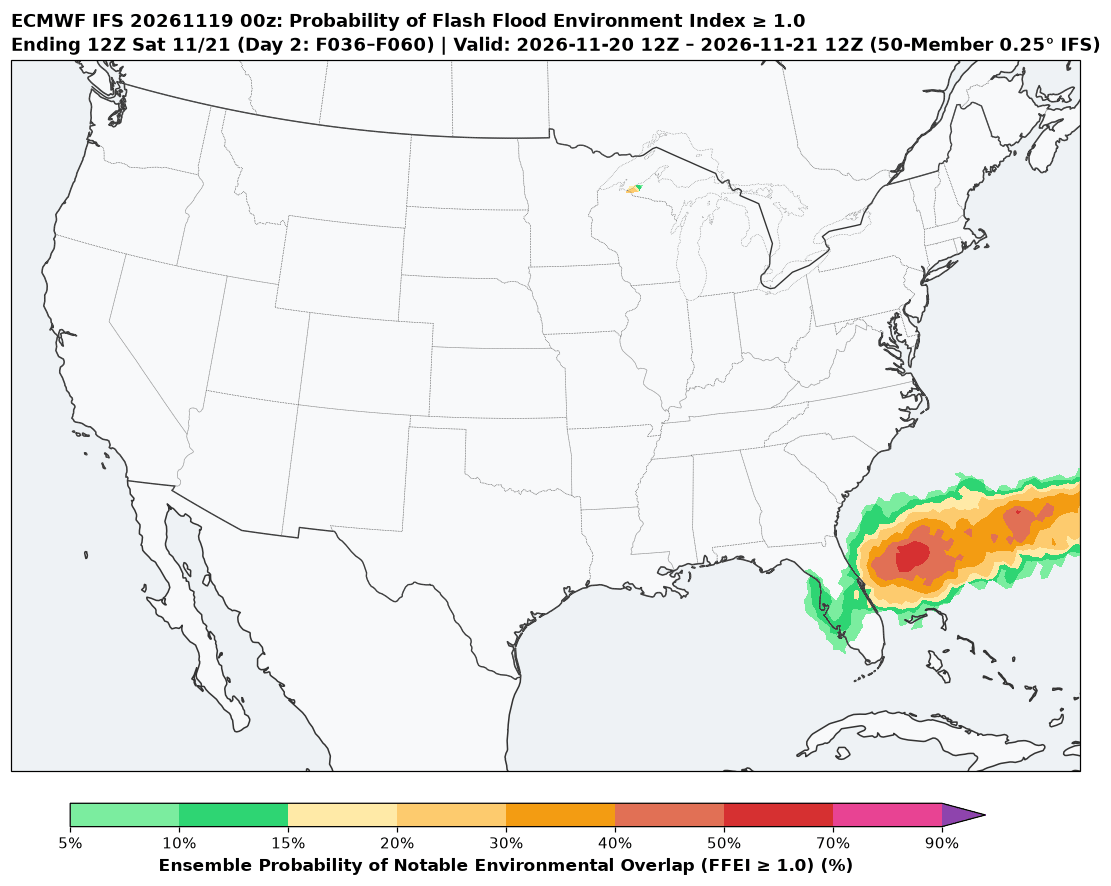 ECMWF IFS 20261119 00z: Probability of Flash Flood Environment Index ≥ 1.0
Ending 12Z Sat 11/21 (Day 2: F036–F060) | Valid: 2026-11-20 12Z – 2026-11-21 12Z (50-Member 0.25° IFS)
5% 10% 15% 20% 30% 40% 50% 70% 90%
Ensemble Probability of Notable Environmental Overlap (FFEI ≥ 1.0) (%)